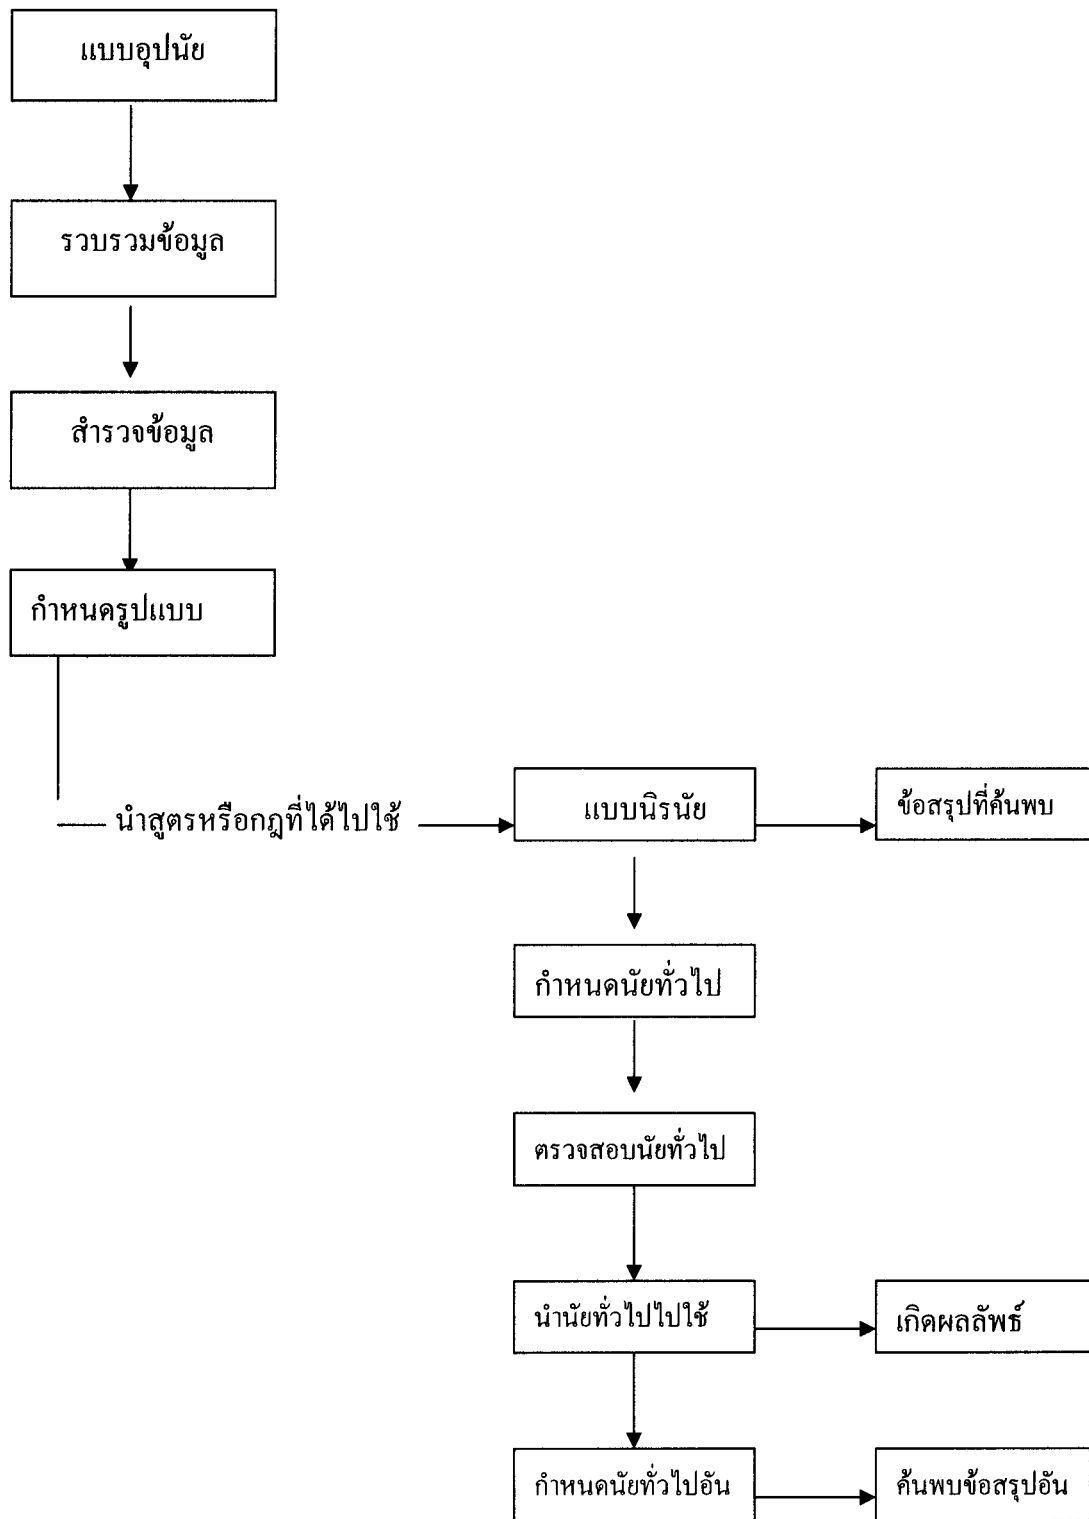 แบบอุปนัย
รวบรวมข้อมูล
สำรวจข้อมูล
กำหนดรูปแบบ
นำสูตรหรือกฎที่ได้ไปใช้
แบบนิรนัย
ข้อสรุปที่ค้นพบ
กำหนดนัยทั่วไป
ตรวจสอบนัยทั่วไป
นำนัยทั่วไปไปใช้
เกิดผลลัพธ์
กำหนดนัยทั่วไปอัน
ค้นพบข้อสรุปอัน